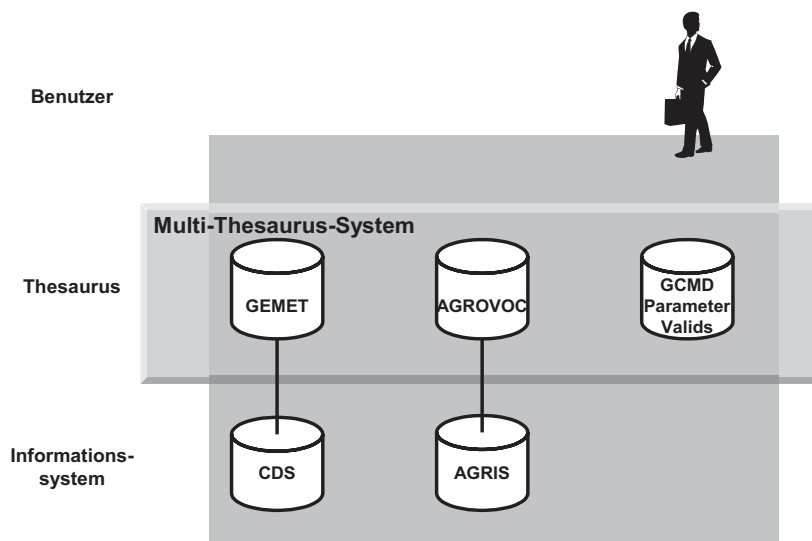 Benutzer
Multi-Thesaurus-System
Thesaurus
GEMET
AGROVOC
GCMD
Parameter
Valids
Informations-
system
CDS
AGRIS